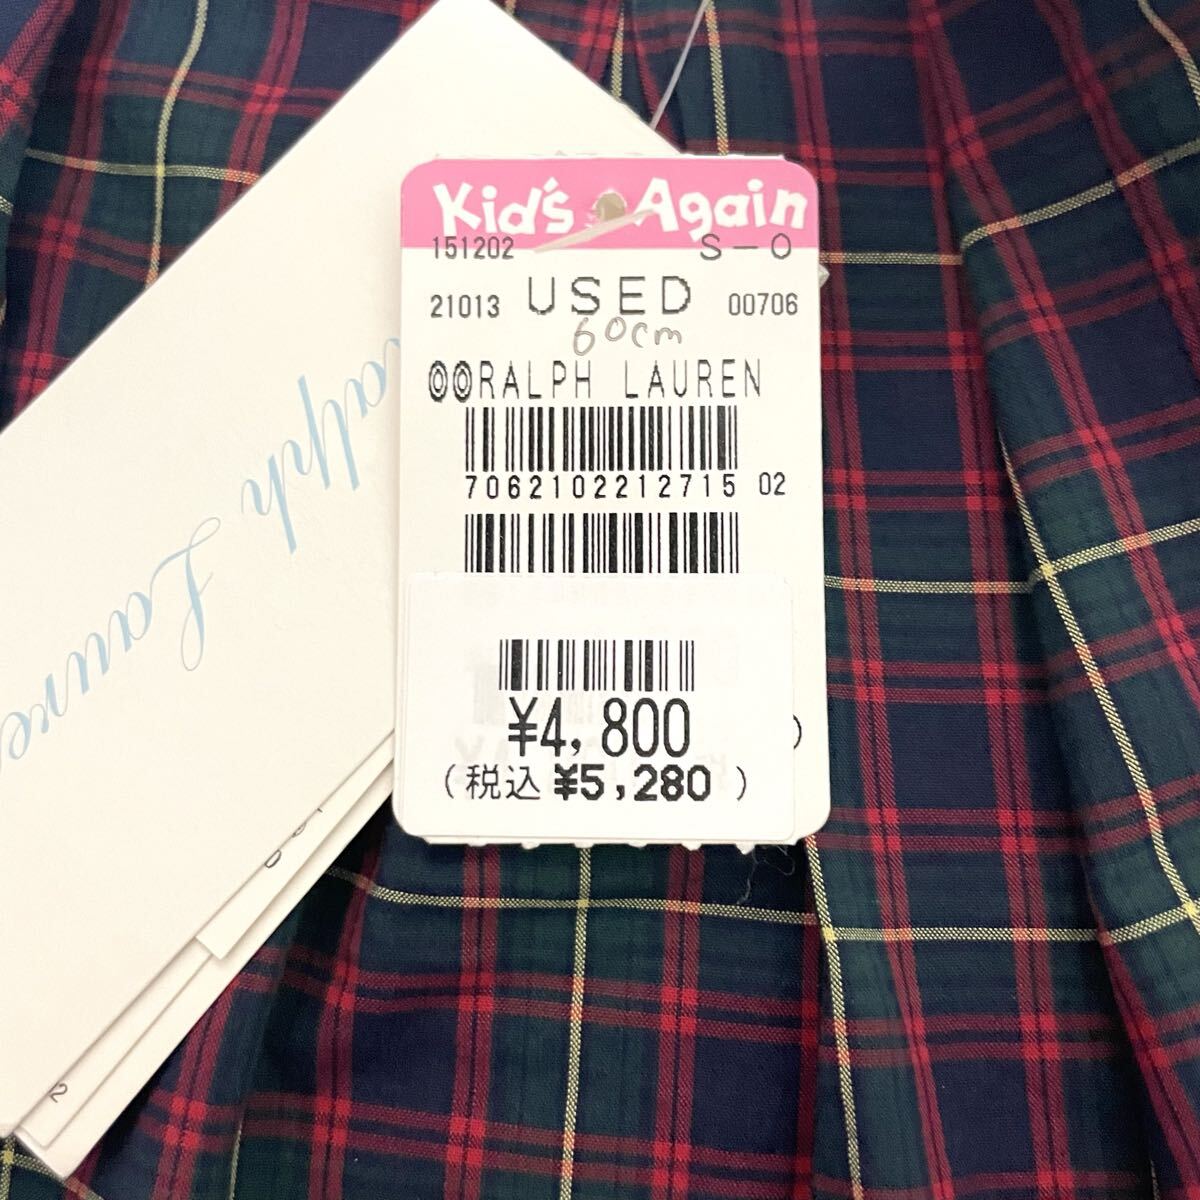 Kid's Again
151202 S-O
21013 USED 00706
60cm
◎◎RALPH LAUREN
7062102212715 02
¥4,800
(税込 ¥5,280 )
Ralph Lauren